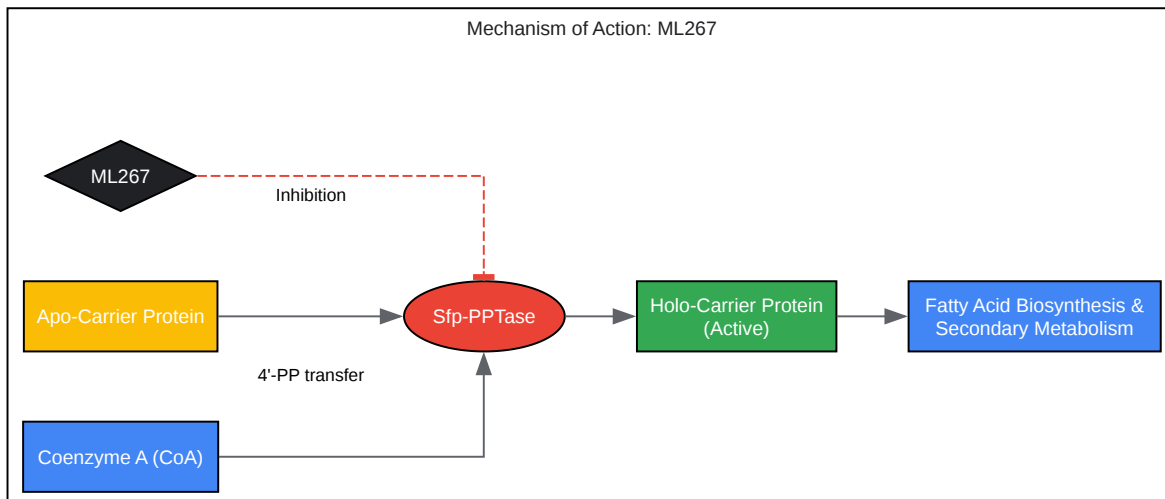 Mechanism of Action: ML267
ML267
Inhibition
Apo-Carrier Protein
Sfp-PPTase
Holo-Carrier Protein
(Active)
Fatty Acid Biosynthesis &
Secondary Metabolism
4'-PP transfer
Coenzyme A (CoA)